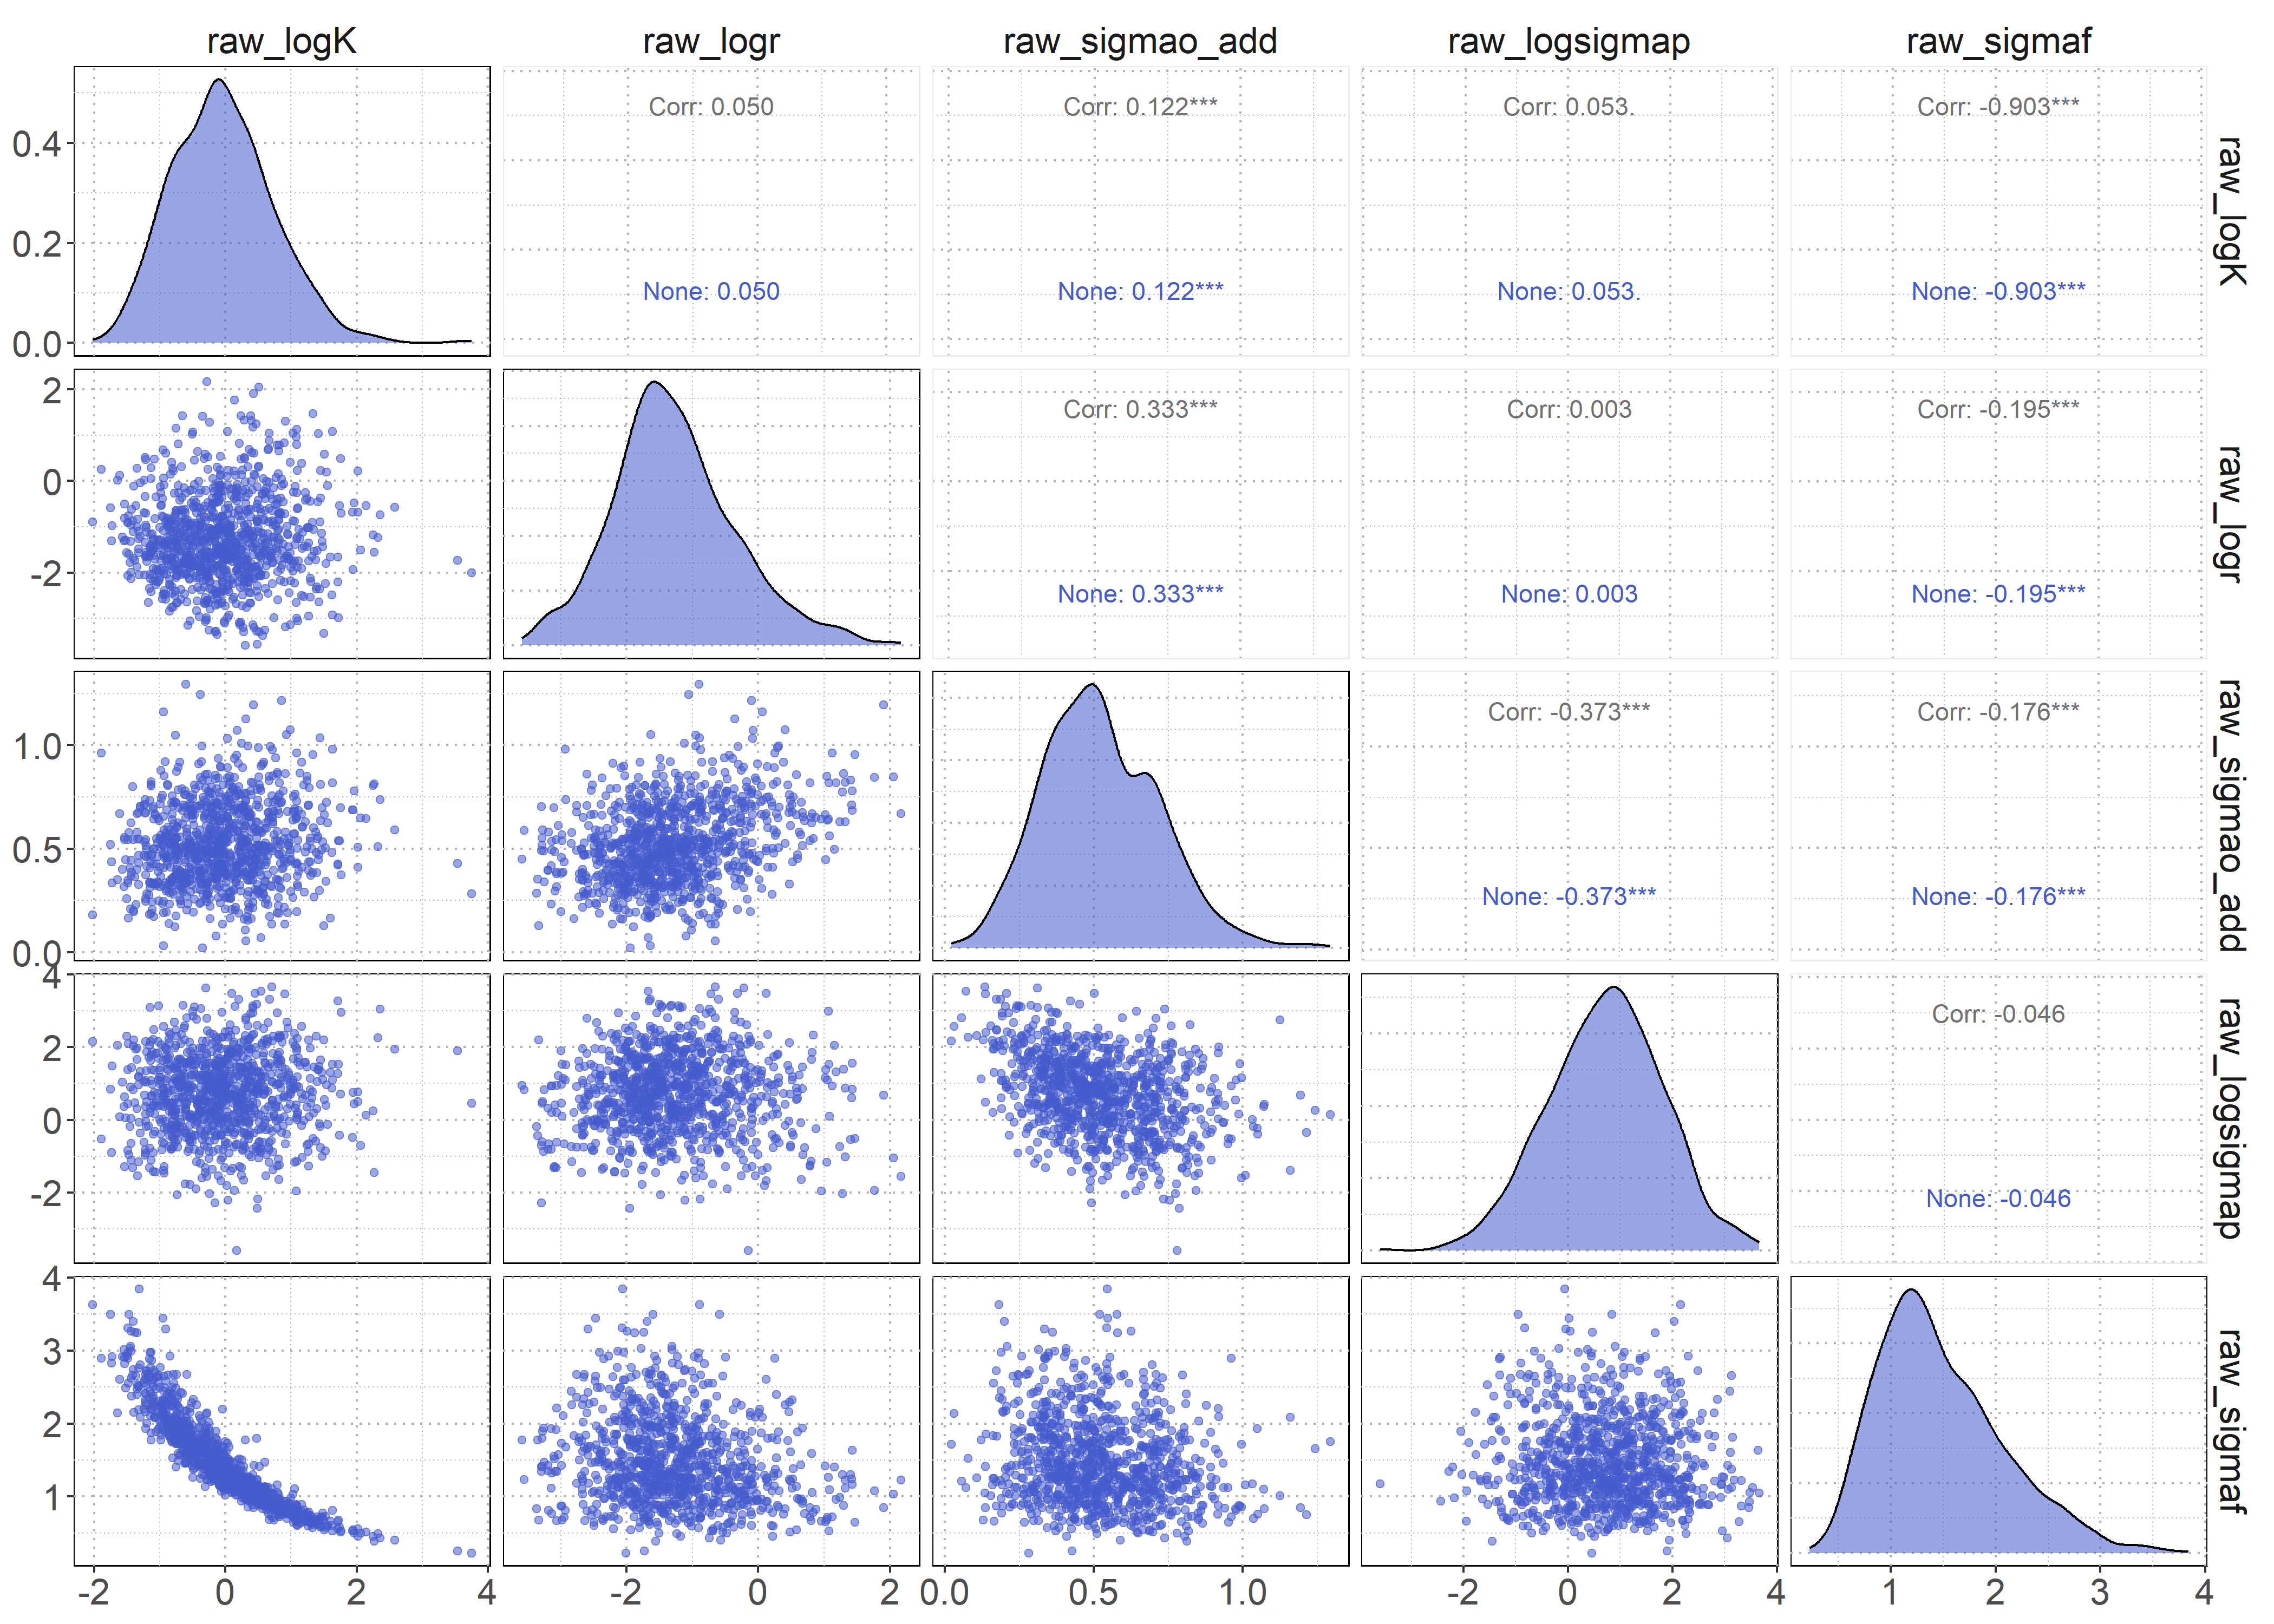 raw_logK raw_logr raw_sigmao_add raw_logsigmap raw_sigmaf
0.4
0.2
0.0
Corr: 0.050
None: 0.050
Corr: 0.122***
None: 0.122***
Corr: 0.053.
None: 0.053.
Corr: -0.903***
None: -0.903***
raw_logK
2
0
-2
Corr: 0.333***
None: 0.333***
Corr: 0.003
None: 0.003
Corr: -0.195***
None: -0.195***
raw_logr
1.0
0.5
0.0
Corr: -0.373***
None: -0.373***
Corr: -0.176***
None: -0.176***
raw_sigmao_add
4
2
0
-2
Corr: -0.046
None: -0.046
raw_logsigmap
4
3
2
1
raw_sigmaf
-2 0 2 4
-2 0 2
0.0 0.5 1.0
-2 0 2 4
1 2 3 4